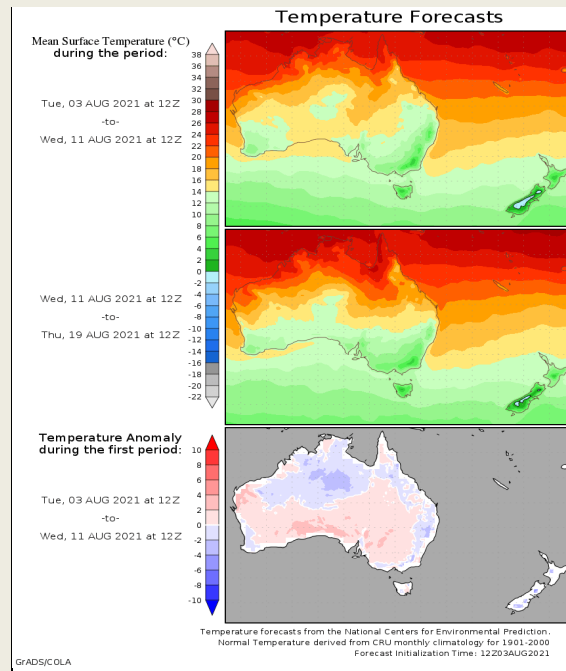 Temperature Forecasts
Mean Surface Temperature (°C)
during the period:
Tue, 03 AUG 2021 at 12Z
-to-
Wed, 11 AUG 2021 at 12Z
38
36
34
32
30
28
26
24
22
20
18
16
14
12
10
8
6
4
2
0
-2
-4
-6
-8
-10
-12
-14
-16
-18
-20
-22
Wed, 11 AUG 2021 at 12Z
-to-
Thu, 19 AUG 2021 at 12Z
Temperature Anomaly
during the first period:
Tue, 03 AUG 2021 at 12Z
-to-
Wed, 11 AUG 2021 at 12Z
10
8
6
4
2
0
-2
-4
-6
-8
-10
Temperature forecasts from the National Centers for Environmental Prediction.
Normal Temperature derived from CRU monthly climatology for 1901-2000
Forecast Initialization Time: 12Z03AUG2021
GrADS/COLA